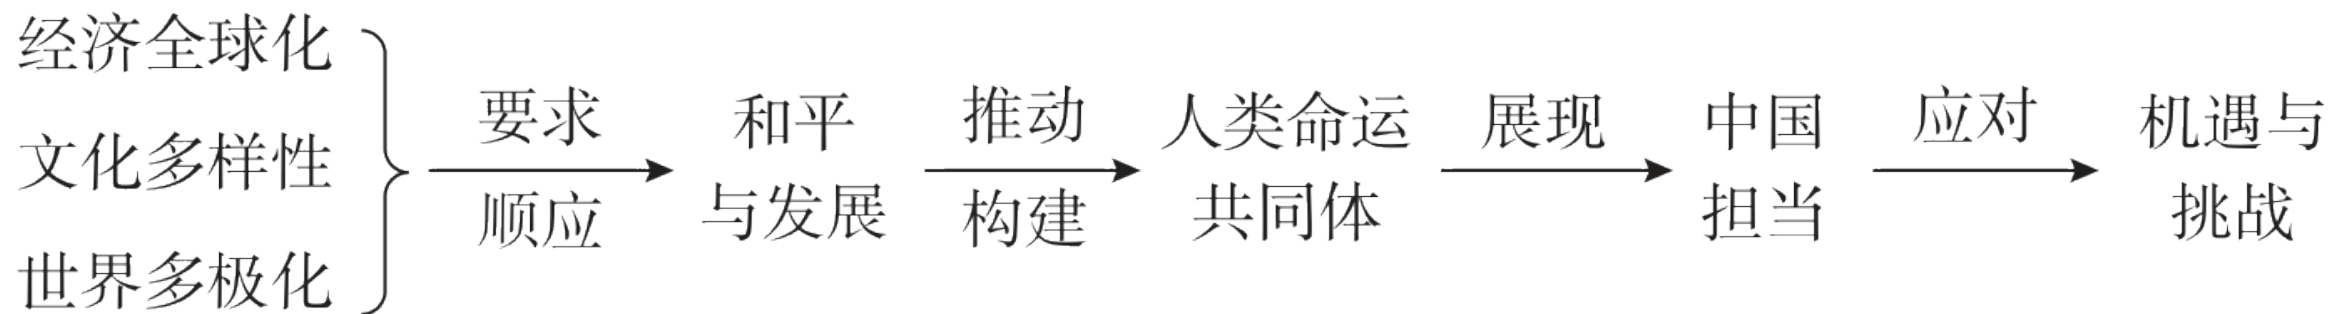 经济全球化
文化多样性
世界多极化
要求
顺应
和平
与发展
推动
构建
人类命运
共同体
展现
中国
担当
应对
机遇与
挑战